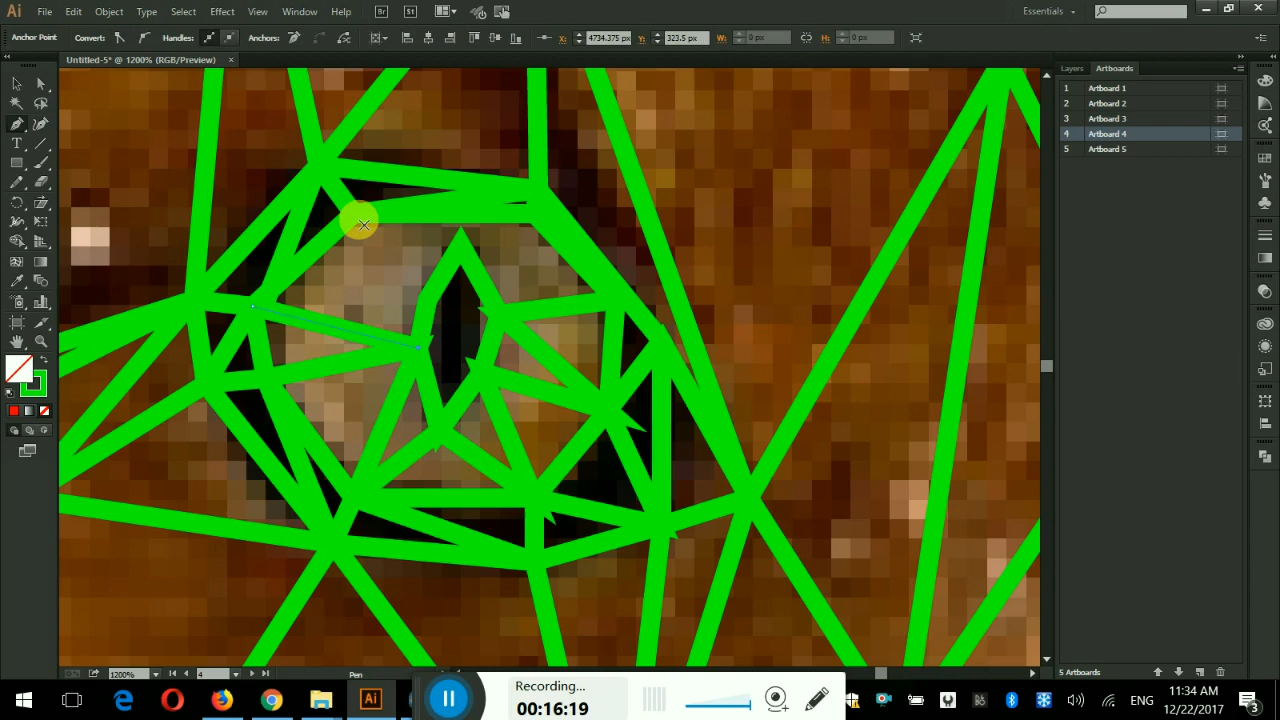 Ai File Edit Object Type Select Effect View Window Help Br St Essentials
Anchor Point Convert: Handles: Anchors: X: 4734.375 px Y: 323.5 px W: 0 px H: 0 px
Untitled-5* @ 1200% (RGB/Preview) ×
Layers Artboards
1 Artboard 1
2 Artboard 2
3 Artboard 3
4 Artboard 4
5 Artboard 5
1200% 4 Pen 5 Artboards
Recording...
00:16:19
Ai ENG 11:34 AM
12/22/2017 3